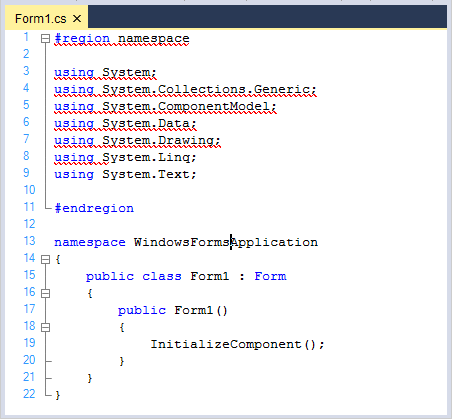 Form1.cs ×
1 #region namespace
2
3 using System;
4 using System.Collections.Generic;
5 using System.ComponentModel;
6 using System.Data;
7 using System.Drawing;
8 using System.Linq;
9 using System.Text;
10
11 #endregion
12
13 namespace WindowsFormsApplication
14 {
15     public class Form1 : Form
16     {
17         public Form1()
18         {
19             InitializeComponent();
20         }
21     }
22 }